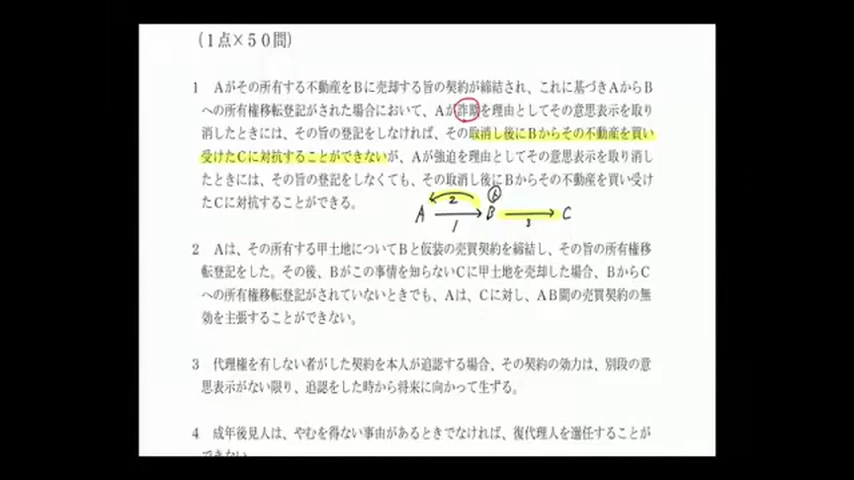 (1点×50問)
1 Aがその所有する不動産をBに売却する旨の契約が締結され、これに基づきAからB
への所有権移転登記がされた場合において、Aが詐欺を理由としてその意思表示を取り
消したときには、その旨の登記をしなければ、その取消し後にBからその不動産を買い
受けたCに対抗することができないが、Aが強迫を理由としてその意思表示を取り消し
たときには、その旨の登記をしなくても、その取消し後にBからその不動産を買い受け
たCに対抗することができる。
2
A B C
1 3
2 Aは、その所有する甲土地についてBと仮装の売買契約を締結し、その旨の所有権移
転登記をした。その後、Bがこの事情を知らないCに甲土地を売却した場合、BからC
への所有権移転登記がされていないときでも、Aは、Cに対し、AB間の売買契約の無
効を主張することができない。
3 代理権を有しない者がした契約を本人が追認する場合、その契約の効力は、別段の意
思表示がない限り、追認をした時から将来に向かって生ずる。
4 成年後見人は、やむを得ない事由があるときでなければ、復代理人を選任することが
できない。